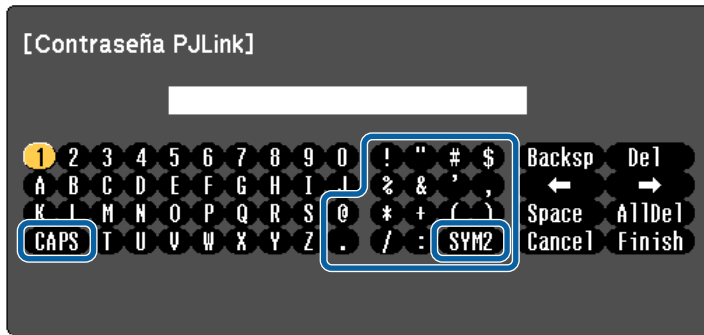 [Contraseña PJLink]
1 2 3 4 5 6 7 8 9 0 ! " # $ Backsp Del
A B C D E F G H I J % & ' , ← →
K L M N O P Q R S @ * + ( ) Space AllDel
CAPS T U V W X Y Z . / : SYM2 Cancel Finish